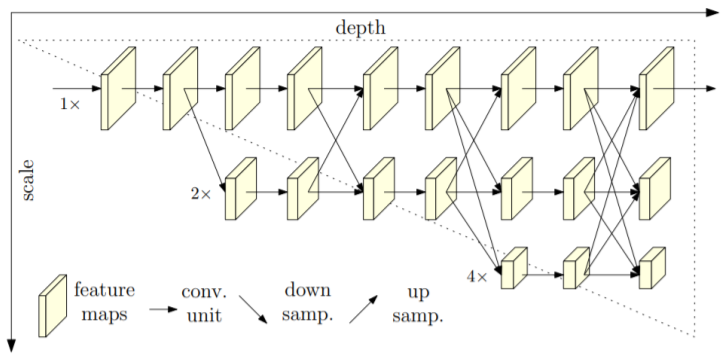 depth
1×
scale
2×
4×
feature
maps
conv.
unit
down
samp.
up
samp.